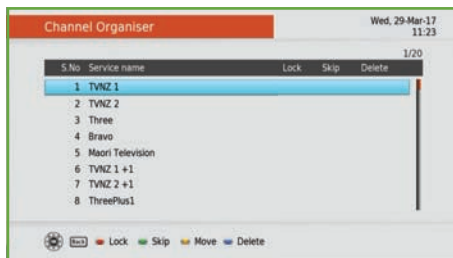 Channel Organiser
Wed, 29-Mar-17
11:23
1/20
S.No Service name Lock Skip Delete
1 TVNZ 1
2 TVNZ 2
3 Three
4 Bravo
5 Maori Television
6 TVNZ 1 +1
7 TVNZ 2 +1
8 ThreePlus1
Back Lock Skip Move Delete